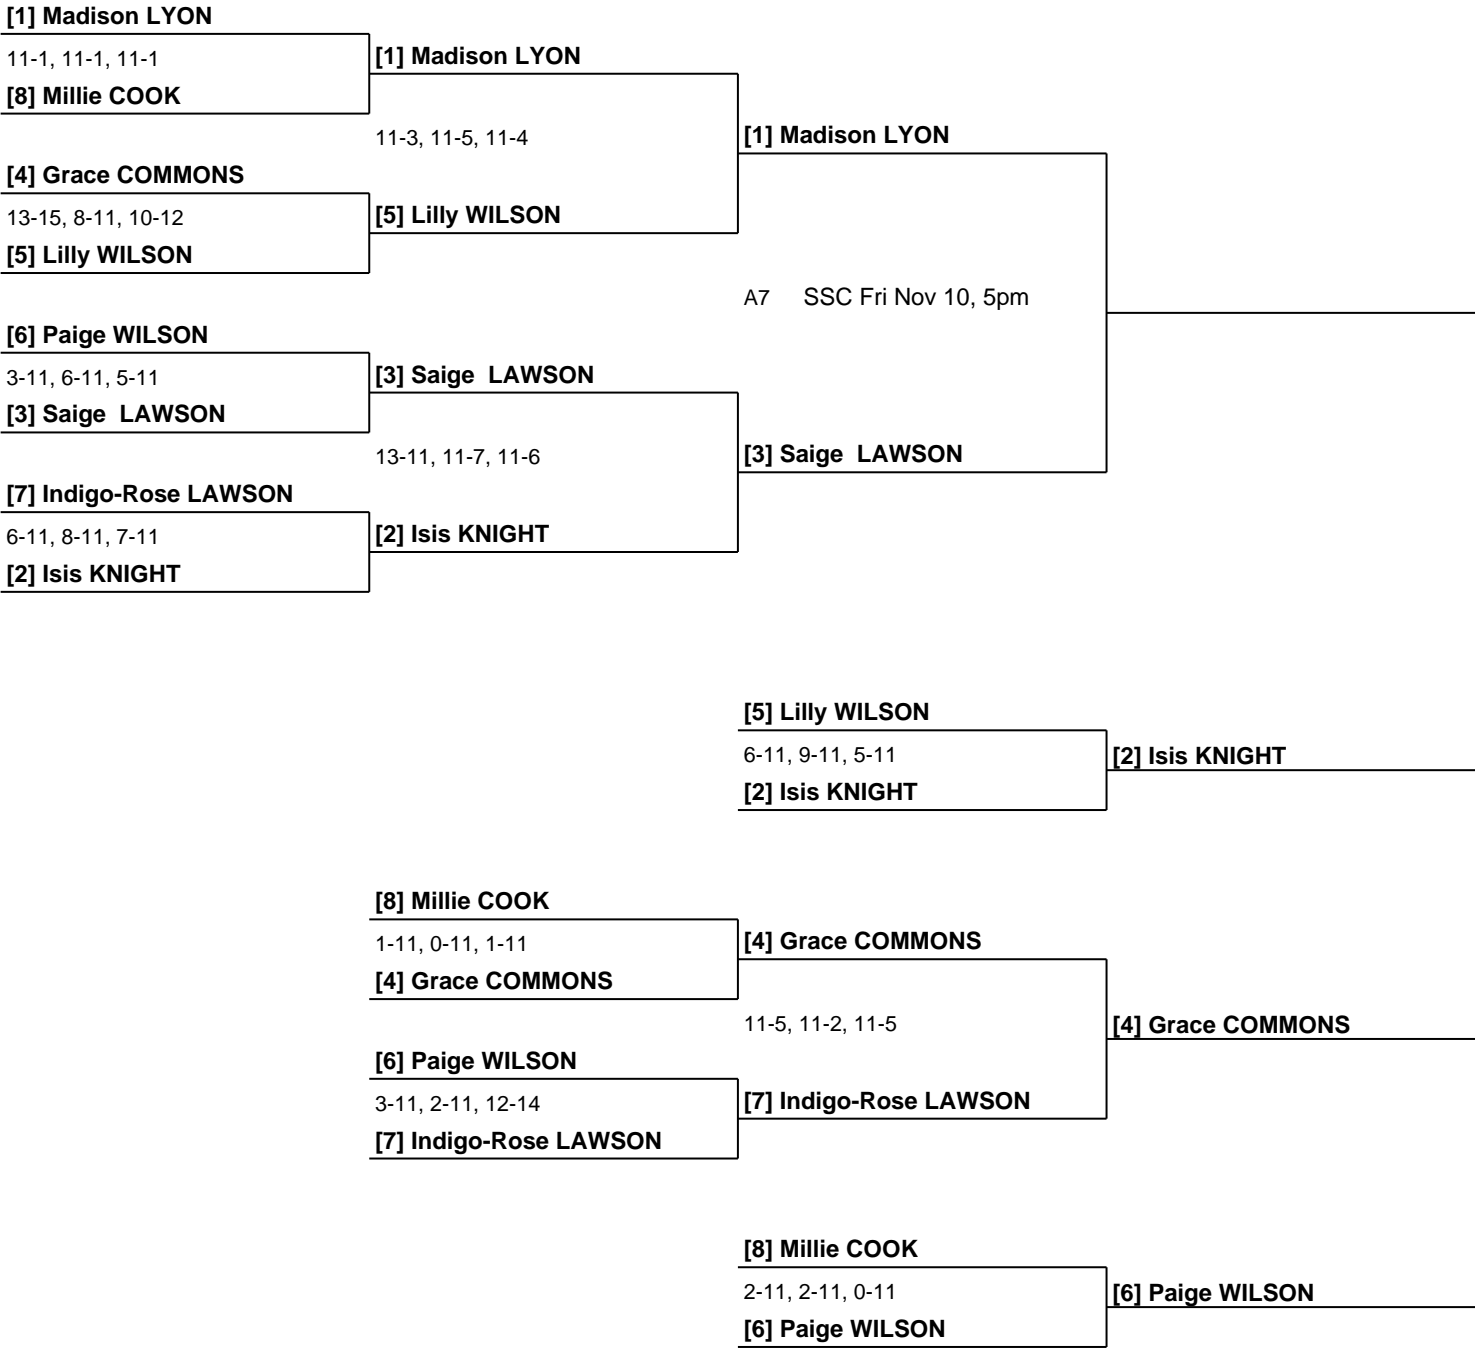 [1] Madison LYON
11-1, 11-1, 11-1
[1] Madison LYON
[8] Millie COOK
11-3, 11-5, 11-4
[1] Madison LYON
[4] Grace COMMONS
13-15, 8-11, 10-12
[5] Lilly WILSON
[5] Lilly WILSON
A7 SSC Fri Nov 10, 5pm
[6] Paige WILSON
3-11, 6-11, 5-11
[3] Saige LAWSON
[3] Saige LAWSON
13-11, 11-7, 11-6
[3] Saige LAWSON
[7] Indigo-Rose LAWSON
6-11, 8-11, 7-11
[2] Isis KNIGHT
[2] Isis KNIGHT
[5] Lilly WILSON
6-11, 9-11, 5-11
[2] Isis KNIGHT
[2] Isis KNIGHT
[8] Millie COOK
1-11, 0-11, 1-11
[4] Grace COMMONS
[4] Grace COMMONS
11-5, 11-2, 11-5
[4] Grace COMMONS
[6] Paige WILSON
3-11, 2-11, 12-14
[7] Indigo-Rose LAWSON
[7] Indigo-Rose LAWSON
[8] Millie COOK
2-11, 2-11, 0-11
[6] Paige WILSON
[6] Paige WILSON